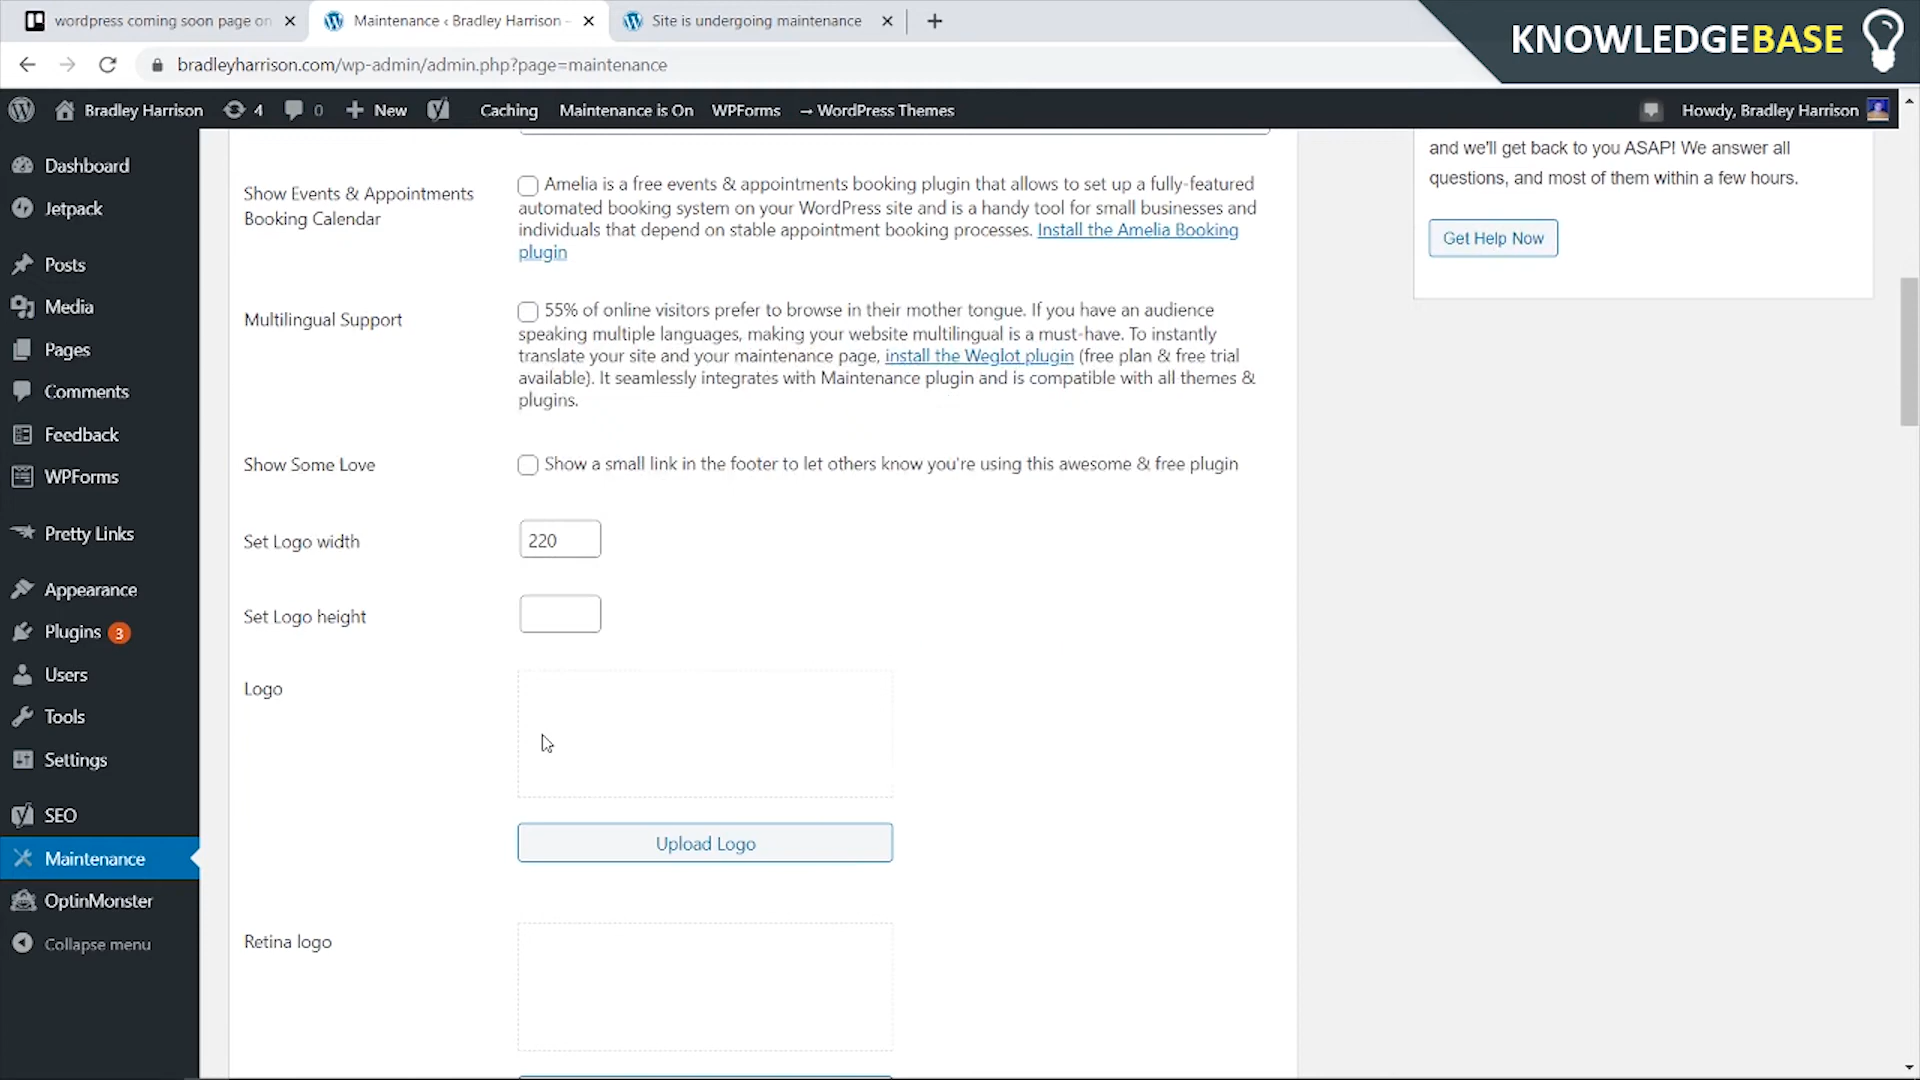 wordpress coming soon page on
Maintenance ‹ Bradley Harrison -
Site is undergoing maintenance
KNOWLEDGEBASE
bradleyharrison.com/wp-admin/admin.php?page=maintenance
Bradley Harrison
4
0
New
Caching
Maintenance is On
WPForms
→ WordPress Themes
Howdy, Bradley Harrison
Dashboard
Jetpack
Posts
Media
Pages
Comments
Feedback
WPForms
Pretty Links
Appearance
Plugins 3
Users
Tools
Settings
SEO
Maintenance
OptinMonster
Collapse menu
Show Events & Appointments
Booking Calendar
Amelia is a free events & appointments booking plugin that allows to set up a fully-featured
automated booking system on your WordPress site and is a handy tool for small businesses and
individuals that depend on stable appointment booking processes. Install the Amelia Booking
plugin
Multilingual Support
55% of online visitors prefer to browse in their mother tongue. If you have an audience
speaking multiple languages, making your website multilingual is a must-have. To instantly
translate your site and your maintenance page, install the Weglot plugin (free plan & free trial
available). It seamlessly integrates with Maintenance plugin and is compatible with all themes &
plugins.
Show Some Love
Show a small link in the footer to let others know you're using this awesome & free plugin
Set Logo width
220
Set Logo height
Logo
Upload Logo
Retina logo
and we'll get back to you ASAP! We answer all
questions, and most of them within a few hours.
Get Help Now